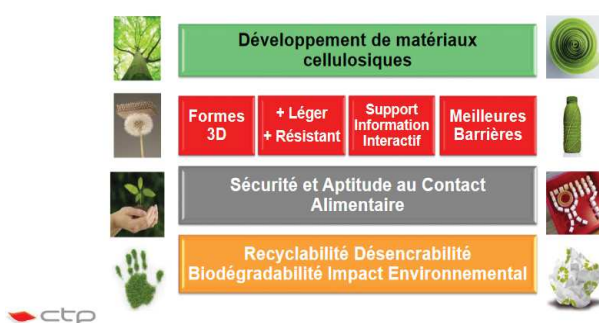 Développement de matériaux
cellulosiques
Formes
3D
+ Léger
+ Résistant
Support
Information
Interactif
Meilleures
Barrières
Sécurité et Aptitude au Contact
Alimentaire
Recyclabilité Désencrabilité
Biodégradabilité Impact Environnemental
ctp